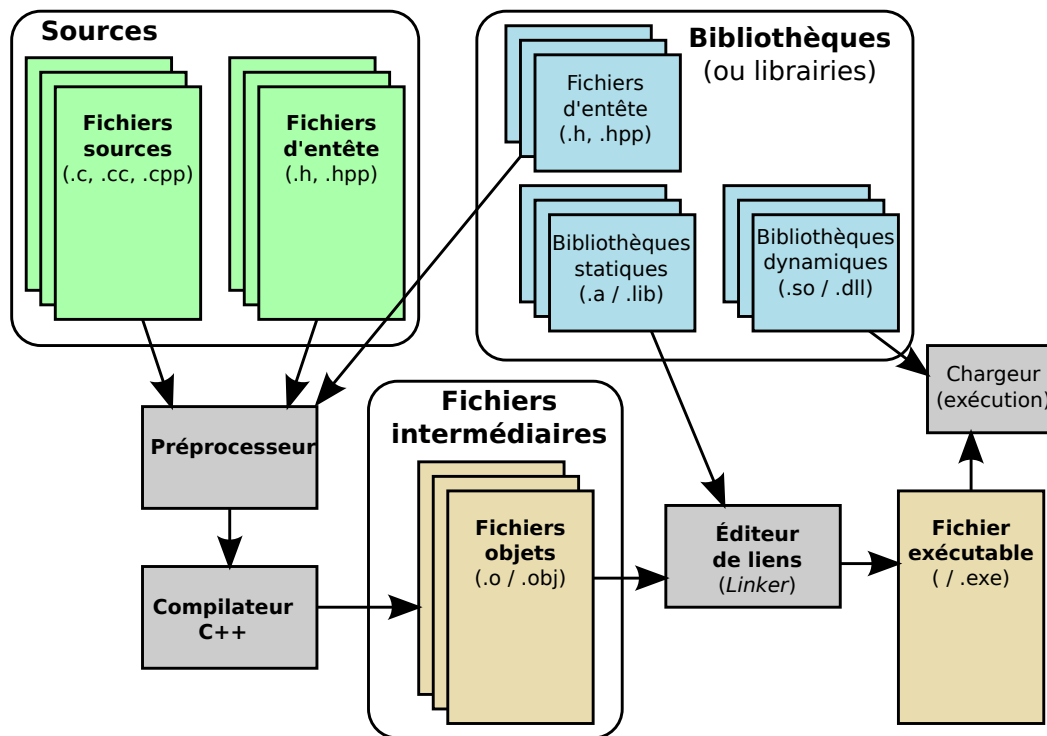 Sources
Fichiers
sources
(.c, .cc, .cpp)
Fichiers
d'entête
(.h, .hpp)
Bibliothèques
(ou librairies)
Fichiers
d'entête
(.h, .hpp)
Bibliothèques
statiques
(.a / .lib)
Bibliothèques
dynamiques
(.so / .dll)
Chargeur
(exécution)
Préprocesseur
Compilateur
C++
Fichiers
intermédiaires
Fichiers
objets
(.o / .obj)
Éditeur
de liens
(Linker)
Fichier
exécutable
( / .exe)